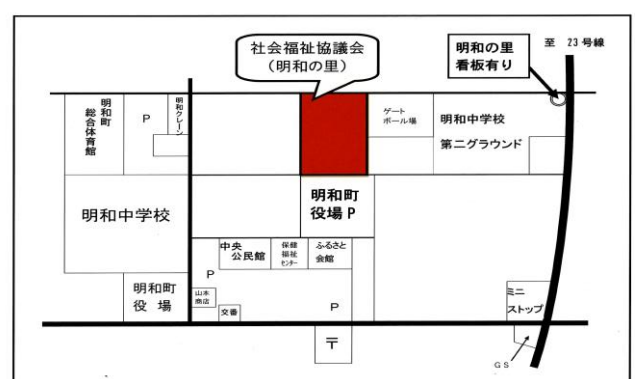 社会福祉協議会
（明和の里）
明和の里
看板有り
至 23号線
明和町
総合体育館
P
明和クレーン
ゲート
ボール場
明和中学校
第二グラウンド
明和中学校
明和町
役場P
中央
公民館
保健
福祉
センター
ふるさと
会館
P
明和町
役 場
山本
商店
交番
P
ミニ
ストップ
〒
GS